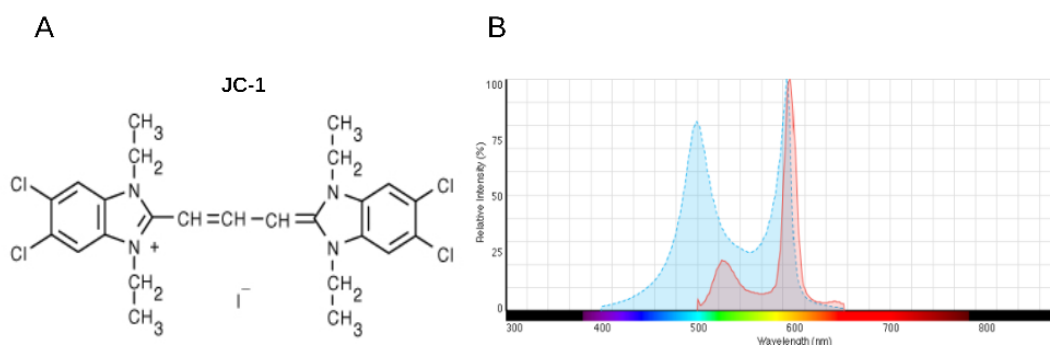 A
B
JC-1
CH3
CH3
CH2
CH2
Cl
N
N
Cl
CH=CH-CH
Cl
N
+
N
Cl
CH2
CH2
I−
CH3
CH3
Relative Intensity (%)
100
75
50
25
0
300 400 500 600 700 800
Wavelength (nm)